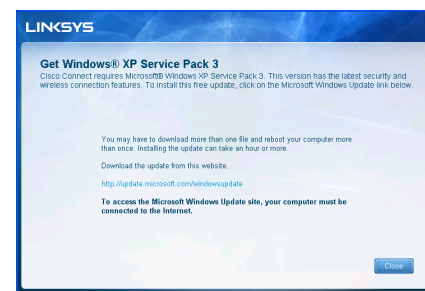 LINKSYS
Get Windows® XP Service Pack 3
Cisco Connect requires Microsoft® Windows XP Service Pack 3. This version has the latest security and
wireless connection features. To install this free update, click on the Microsoft Windows Update link below.
You may have to download more than one file and reboot your computer more
than once. Installing the update can take an hour or more.
Download the update from this website.
http://update.microsoft.com/windowsupdate
To access the Microsoft Windows Update site, your computer must be
connected to the Internet.
Close